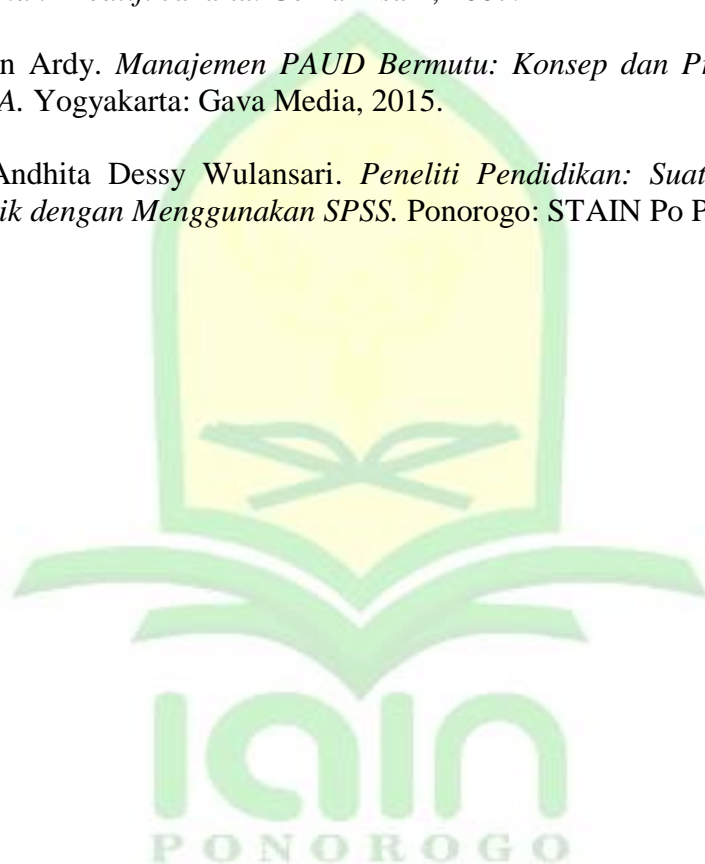 n Ardy. Manajemen PAUD Bermutu: Konsep dan Pr
A. Yogyakarta: Gava Media, 2015.
Andhita Dessy Wulansari. Peneliti Pendidikan: Suat
ik dengan Menggunakan SPSS. Ponorogo: STAIN Po P
iain
PONOROGO